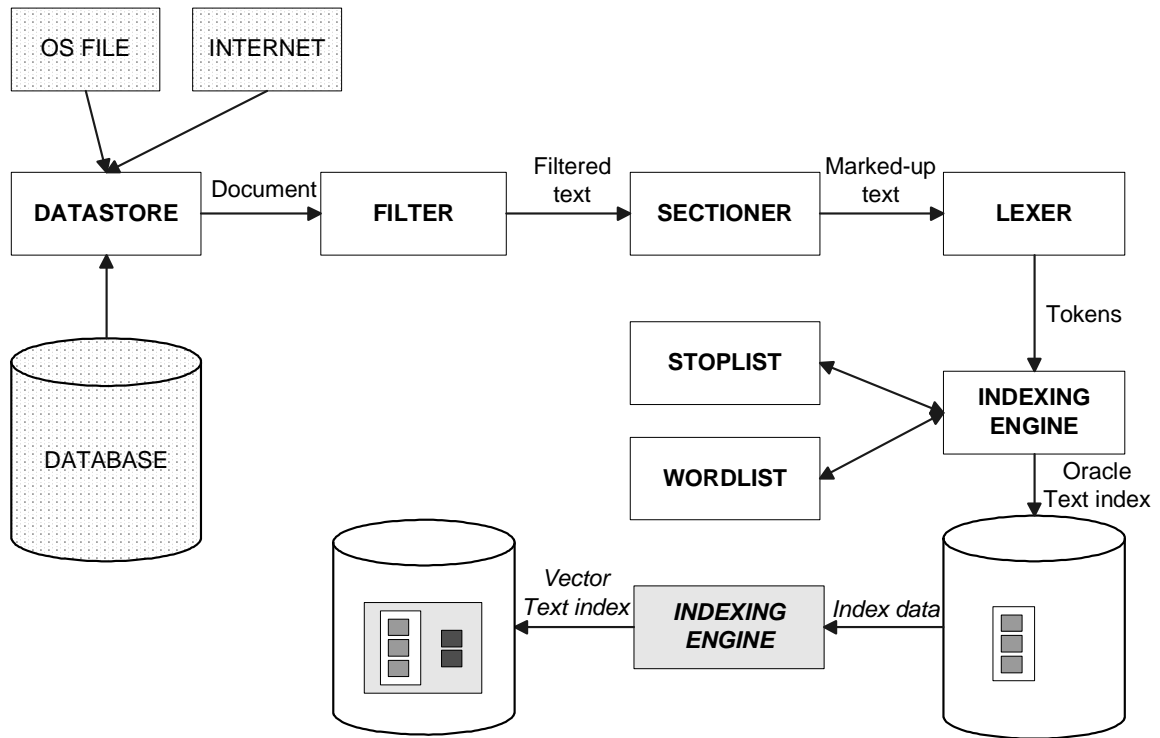 OS FILE
INTERNET
DATASTORE
Document
FILTER
Filtered
text
SECTIONER
Marked-up
text
LEXER
Tokens
STOPLIST
INDEXING
ENGINE
WORDLIST
DATABASE
Oracle
Text index
Vector
Text index
INDEXING
ENGINE
Index data